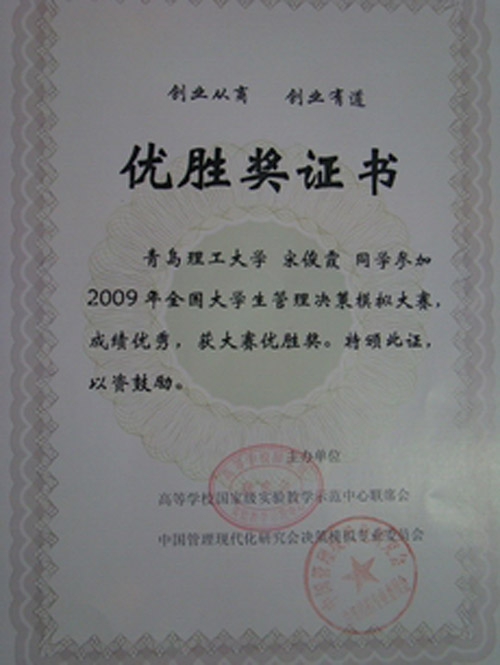 创业从商 创业有道
优胜奖证书
青岛理工大学 宋俊霞 同学参加
2009年全国大学生管理决策模拟大赛，
成绩优秀，获大赛优胜奖。特颁此证，
以资鼓励。
主办单位
高等学校国家级实验教学示范中心联席会
中国管理现代化研究会决策模拟专业委员会